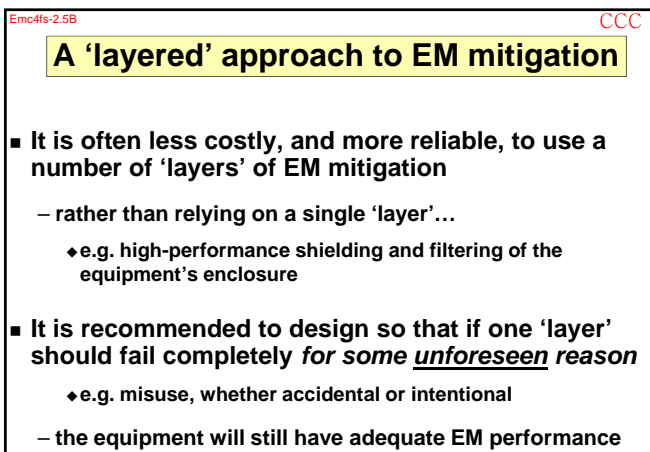 Emc4fs-2.5B
CCC
A ‘layered’ approach to EM mitigation
■ It is often less costly, and more reliable, to use a
number of ‘layers’ of EM mitigation
– rather than relying on a single ‘layer’…
◆e.g. high-performance shielding and filtering of the
equipment’s enclosure
■ It is recommended to design so that if one ‘layer’
should fail completely for some unforeseen reason
◆e.g. misuse, whether accidental or intentional
– the equipment will still have adequate EM performance